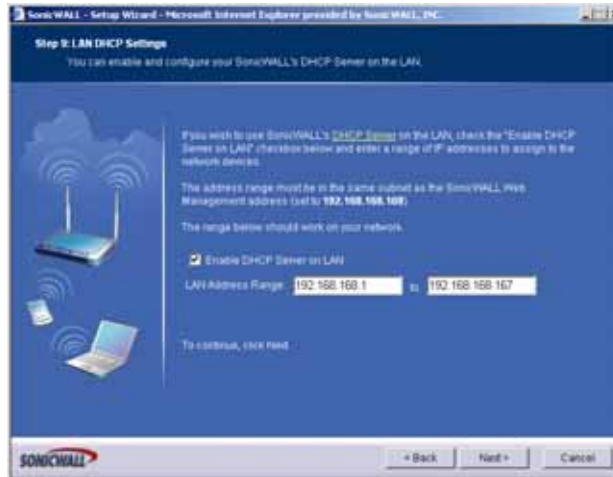 SonicWALL - Setup Wizard - Microsoft Internet Explorer provided by SonicWALL, INC.
Step 9: LAN DHCP Settings
You can enable and configure your SonicWALL's DHCP Server on the LAN.
If you wish to use SonicWALL's DHCP Server on the LAN, check the "Enable DHCP
Server on LAN" checkbox below and enter a range of IP addresses to assign to the
network devices.
The address range must be in the same subnet as the SonicWALL Web
Management address (set to 192.168.168.168)
The range below should work on your network.
Enable DHCP Server on LAN
LAN Address Range: 192.168.168.1 to 192.168.168.167
To continue, click Next.
SONICWALL
< Back Next > Cancel